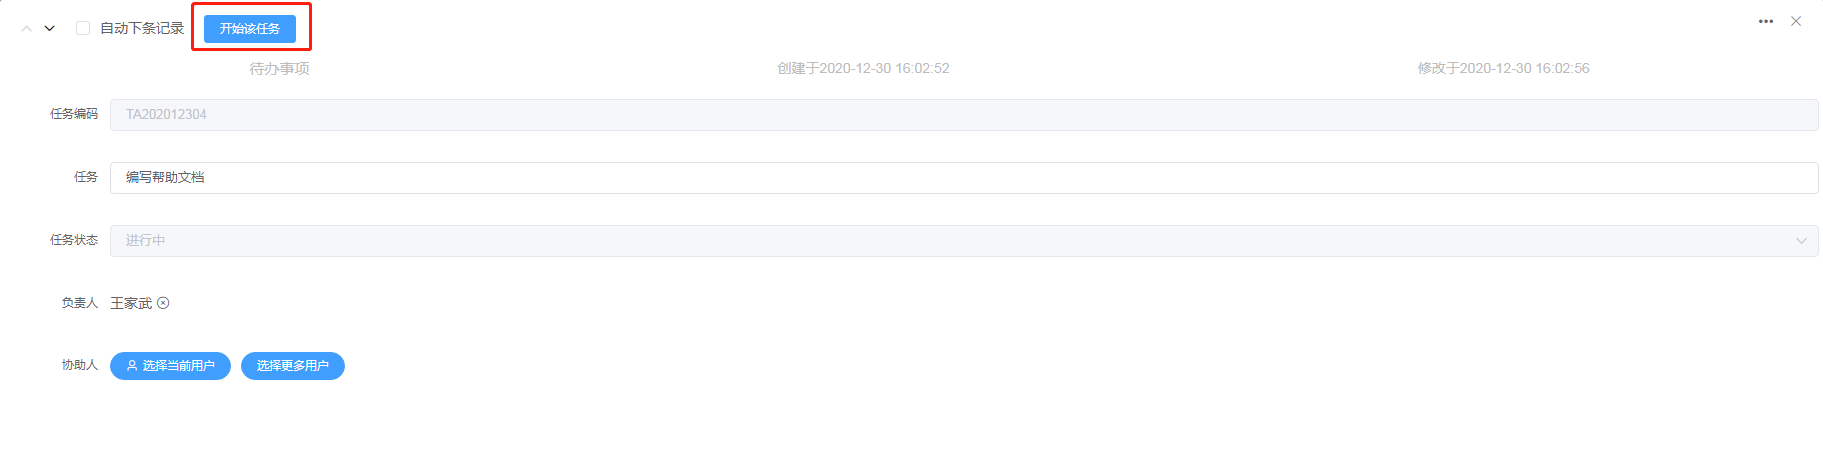 自动下条记录 开始该任务
待办事项 创建于2020-12-30 16:02:52 修改于2020-12-30 16:02:56
任务编码 TA202012304
任务 编写帮助文档
任务状态 进行中
负责人 王家武
协助人 选择当前用户 选择更多用户